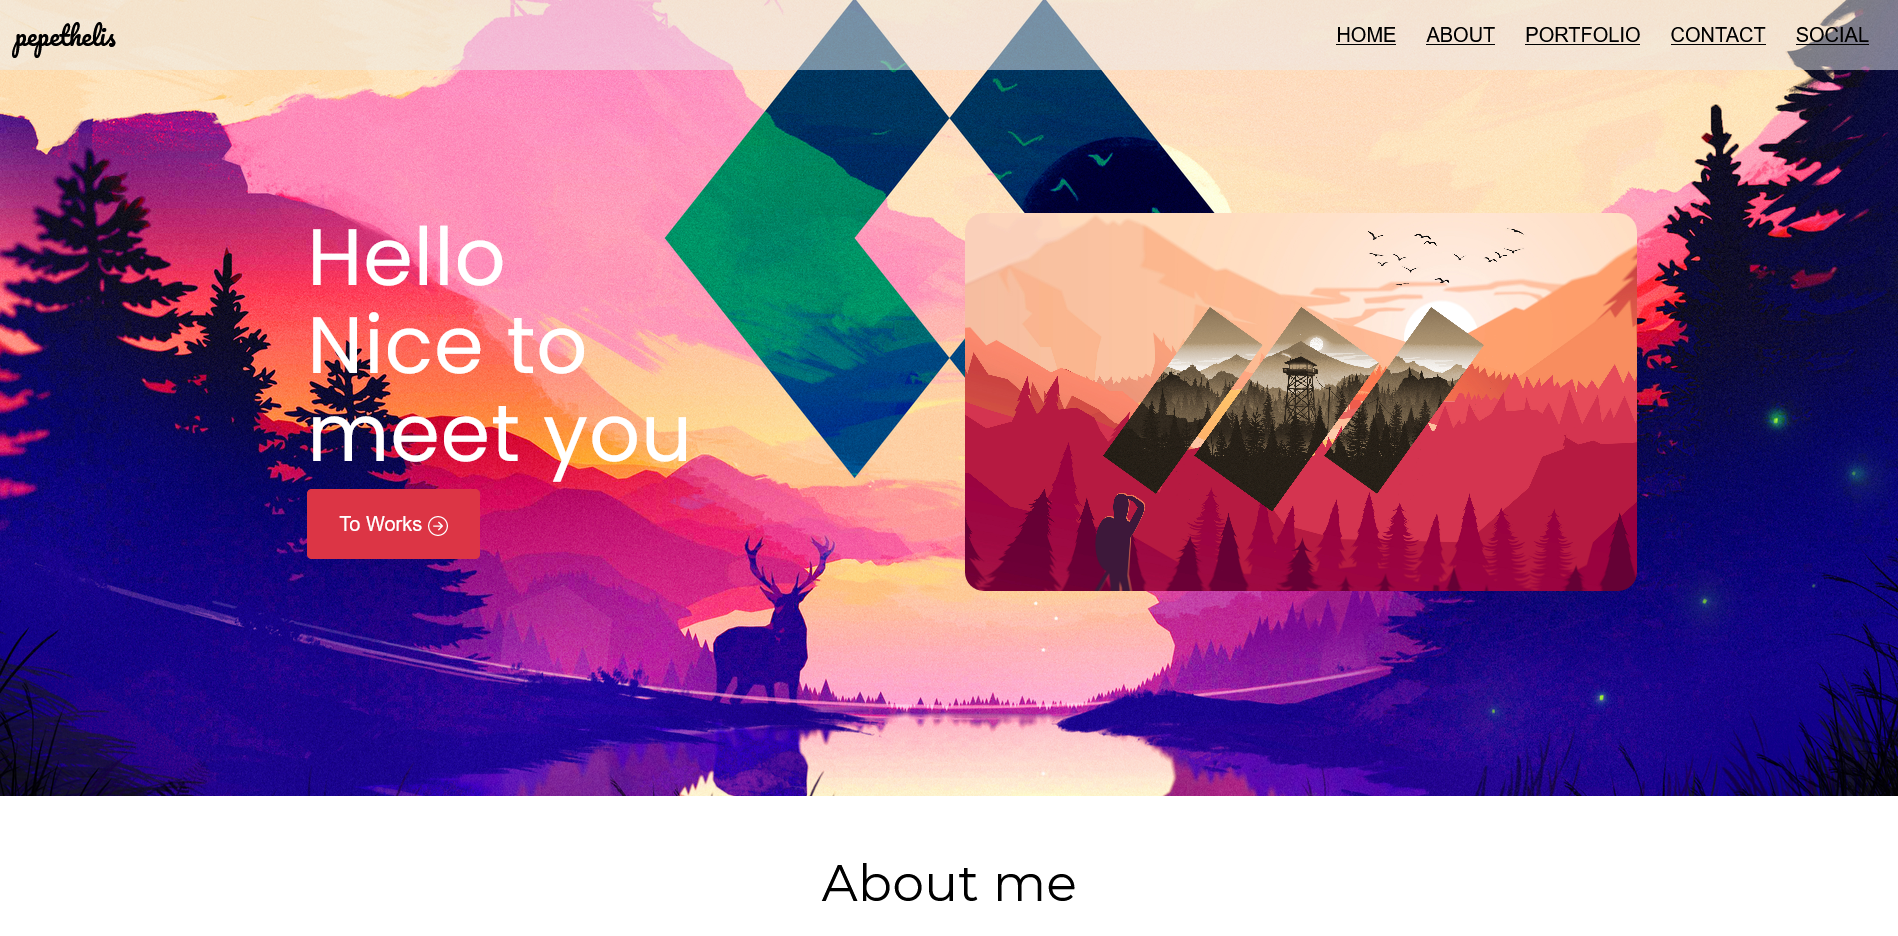 pepethelis
HOME ABOUT PORTFOLIO CONTACT SOCIAL
Hello
Nice to
meet you
To Works
About me